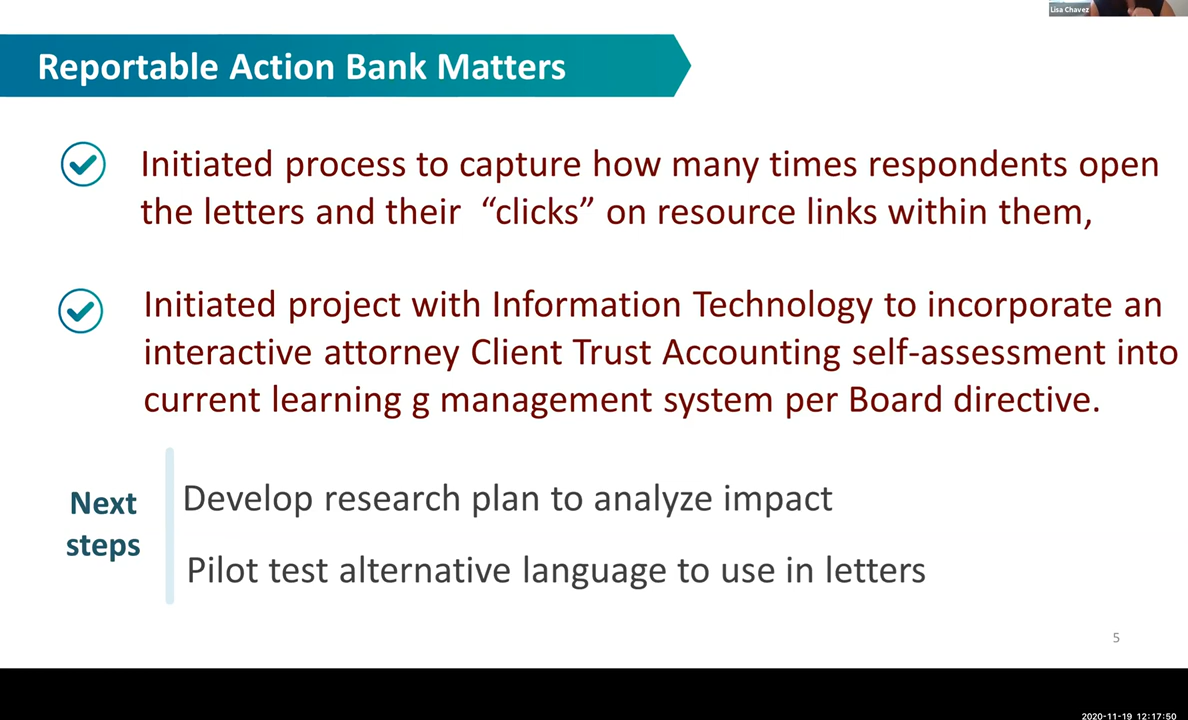 Lisa Chavez
Reportable Action Bank Matters
Initiated process to capture how many times respondents open
the letters and their “clicks” on resource links within them,
Initiated project with Information Technology to incorporate an
interactive attorney Client Trust Accounting self-assessment into
current learning g management system per Board directive.
Next
steps
Develop research plan to analyze impact
Pilot test alternative language to use in letters
5
2020-11-19 12:17:50